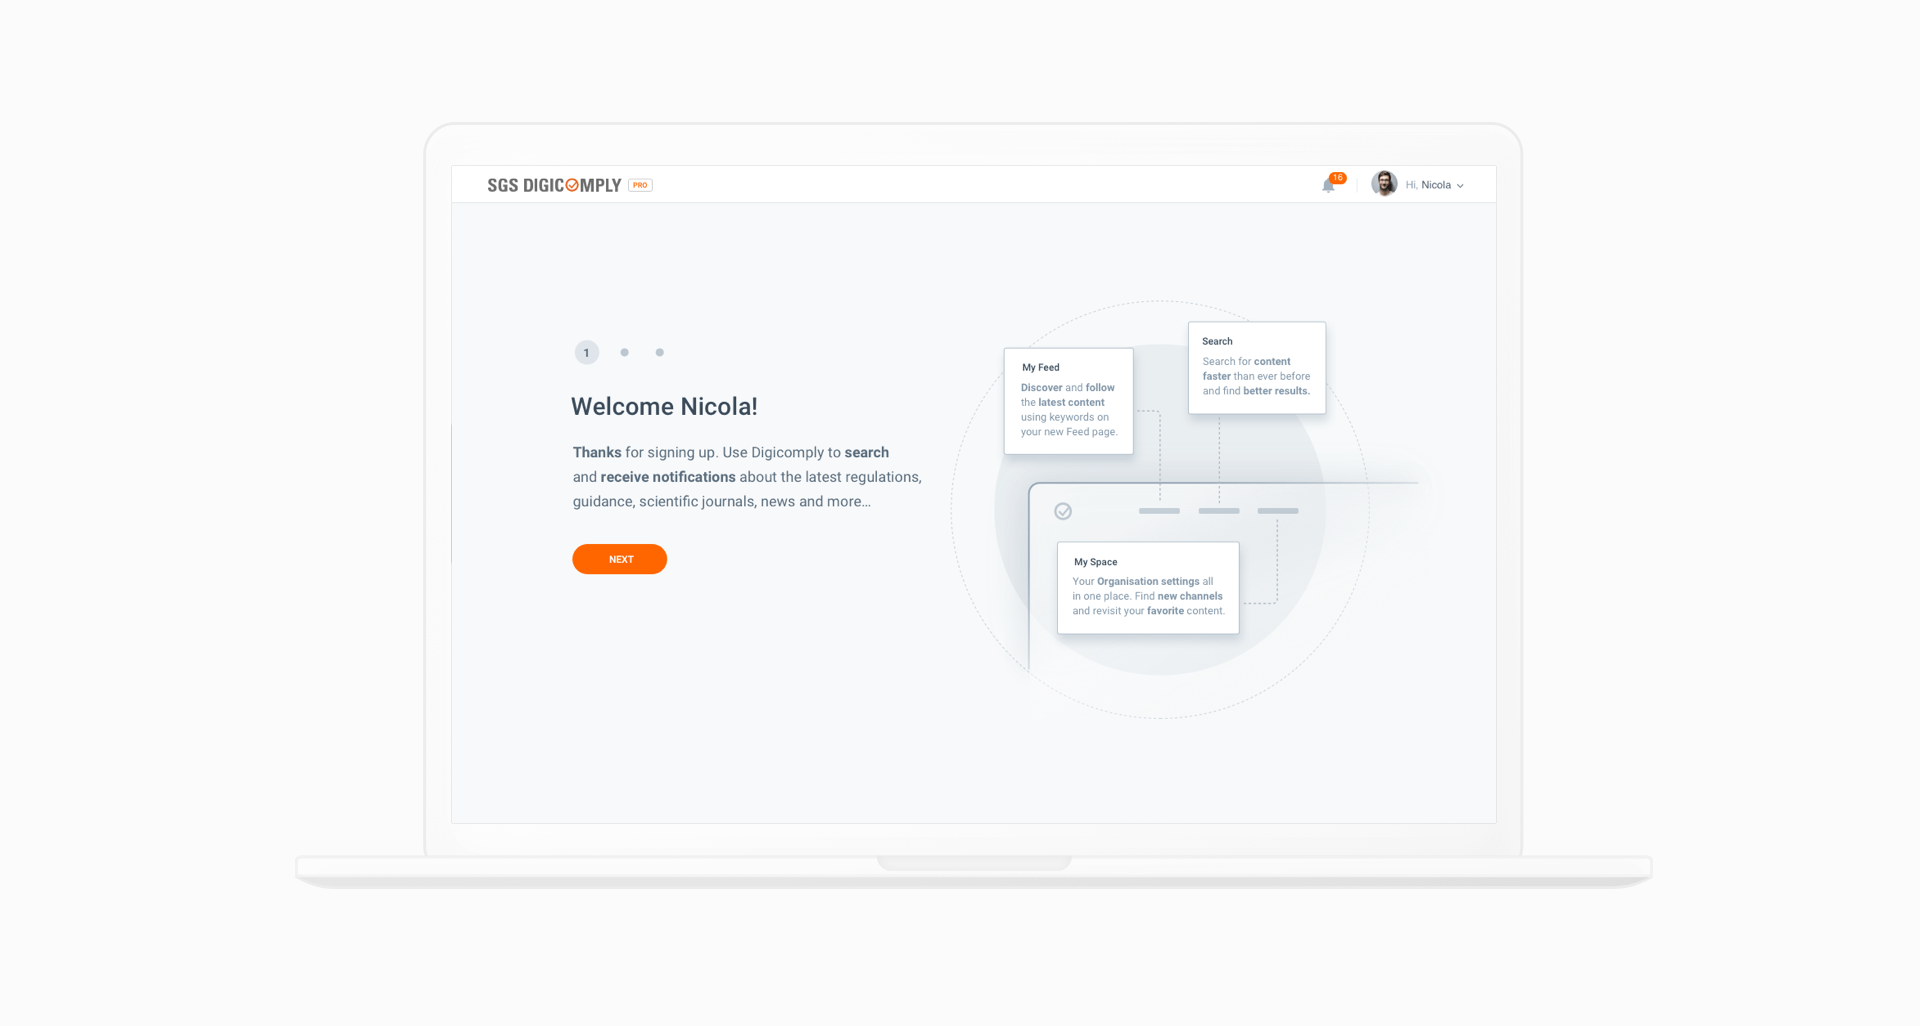 SGS DIGICOMPLY PRO
16
Hi, Nicola
1
Welcome Nicola!
Thanks for signing up. Use Digicomply to search
and receive notifications about the latest regulations,
guidance, scientific journals, news and more...
NEXT
My Feed
Discover and follow
the latest content
using keywords on
your new Feed page.
Search
Search for content
faster than ever before
and find better results.
My Space
Your Organisation settings all
in one place. Find new channels
and revisit your favorite content.